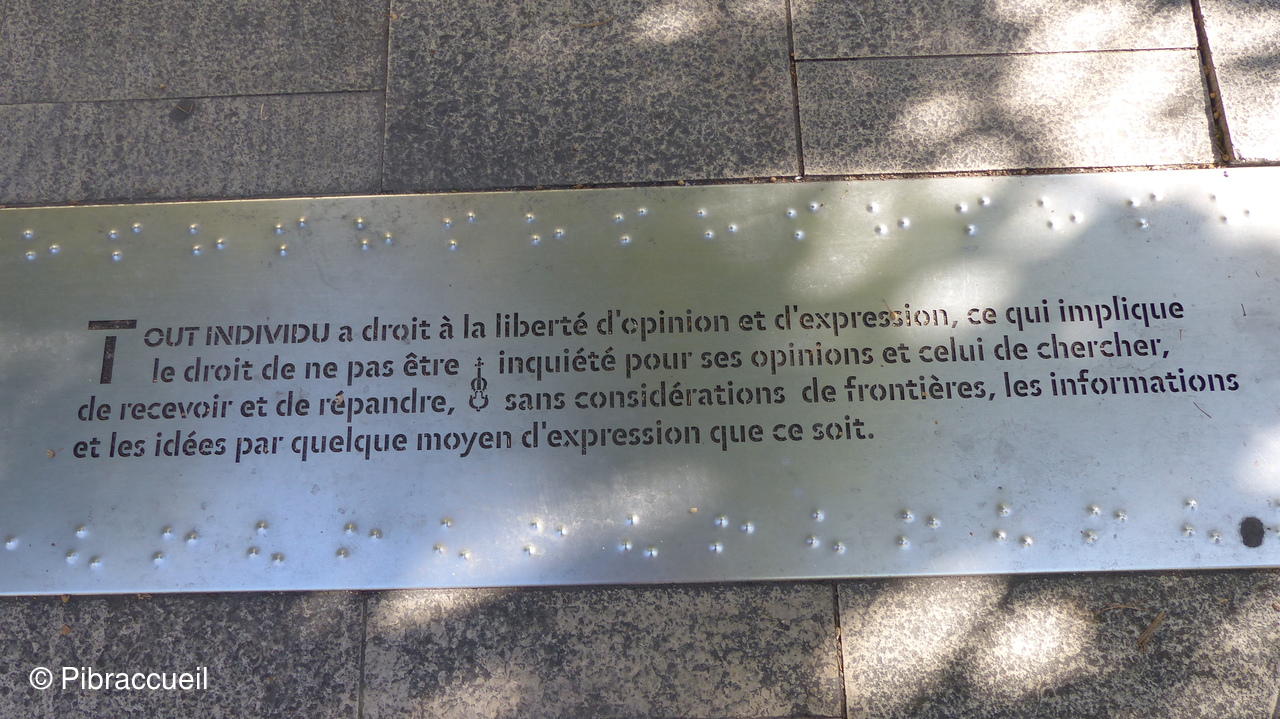 TOUT INDIVIDU a droit à la liberté d'opinion et d'expression, ce qui implique
le droit de ne pas être inquiété pour ses opinions et celui de chercher,
de recevoir et de répandre, sans considérations de frontières, les informations
et les idées par quelque moyen d'expression que ce soit.
© Pibraccueil